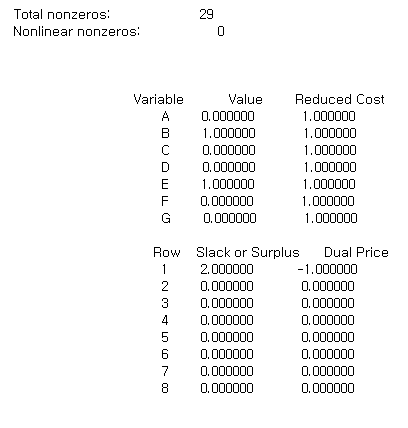 Total nonzeros: 29
Nonlinear nonzeros: 0
Variable Value Reduced Cost
A 0.000000 1.000000
B 1.000000 1.000000
C 0.000000 1.000000
D 0.000000 1.000000
E 1.000000 1.000000
F 0.000000 1.000000
G 0.000000 1.000000
Row Slack or Surplus Dual Price
1 2.000000 -1.000000
2 0.000000 0.000000
3 0.000000 0.000000
4 0.000000 0.000000
5 0.000000 0.000000
6 0.000000 0.000000
7 0.000000 0.000000
8 0.000000 0.000000